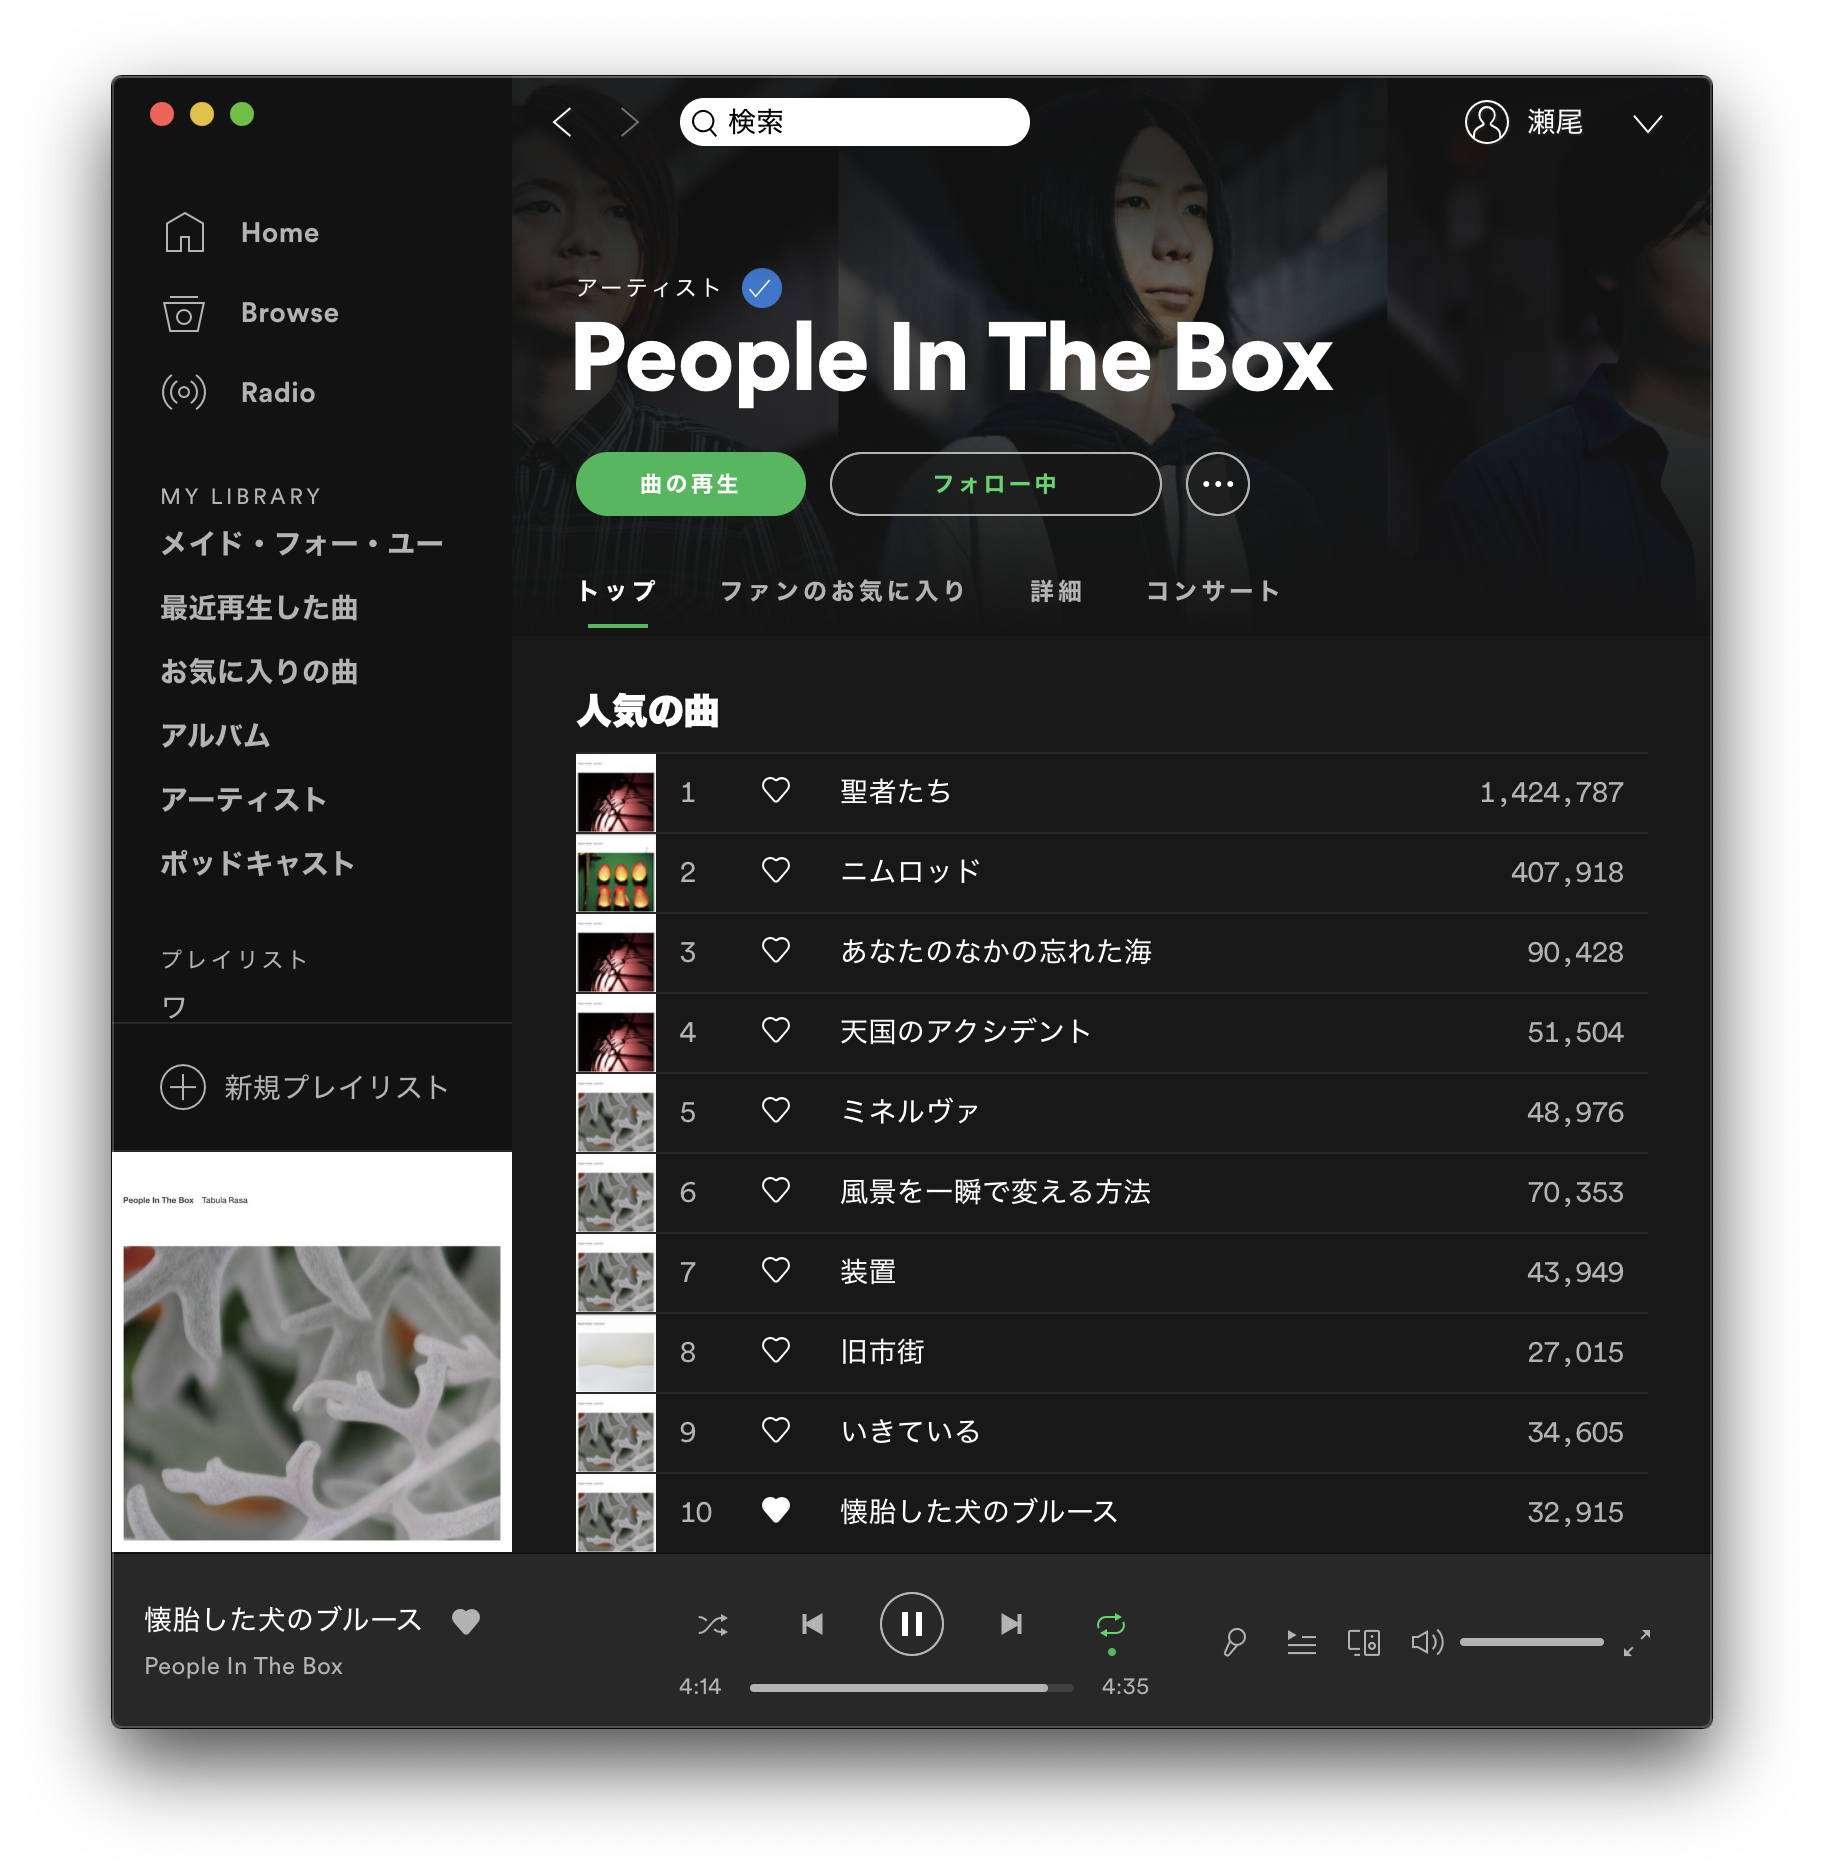 検索
瀬尾
Home
Browse
Radio
MY LIBRARY
メイド・フォー・ユー
最近再生した曲
お気に入りの曲
アルバム
アーティスト
ポッドキャスト
プレイリスト
ワ
新規プレイリスト
People In The Box Tabula Rasa
アーティスト
People In The Box
曲の再生
フォロー中
トップ ファンのお気に入り 詳細 コンサート
人気の曲
1 聖者たち 1,424,787
2 ニムロッド 407,918
3 あなたのなかの忘れた海 90,428
4 天国のアクシデント 51,504
5 ミネルヴァ 48,976
6 風景を一瞬で変える方法 70,353
7 装置 43,949
8 旧市街 27,015
9 いきている 34,605
10 懐胎した犬のブルース 32,915
懐胎した犬のブルース
People In The Box
4:14 4:35